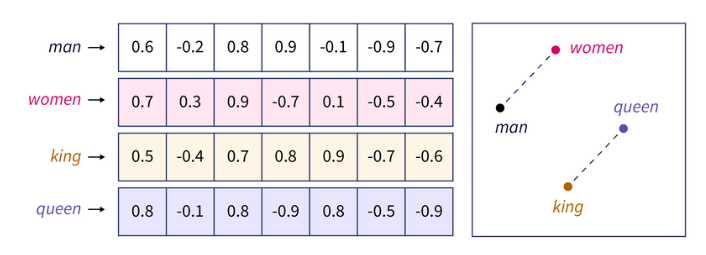 man → 0.6 -0.2 0.8 0.9 -0.1 -0.9 -0.7
women → 0.7 0.3 0.9 -0.7 0.1 -0.5 -0.4
king → 0.5 -0.4 0.7 0.8 0.9 -0.7 -0.6
queen → 0.8 -0.1 0.8 -0.9 0.8 -0.5 -0.9
women
man
queen
king